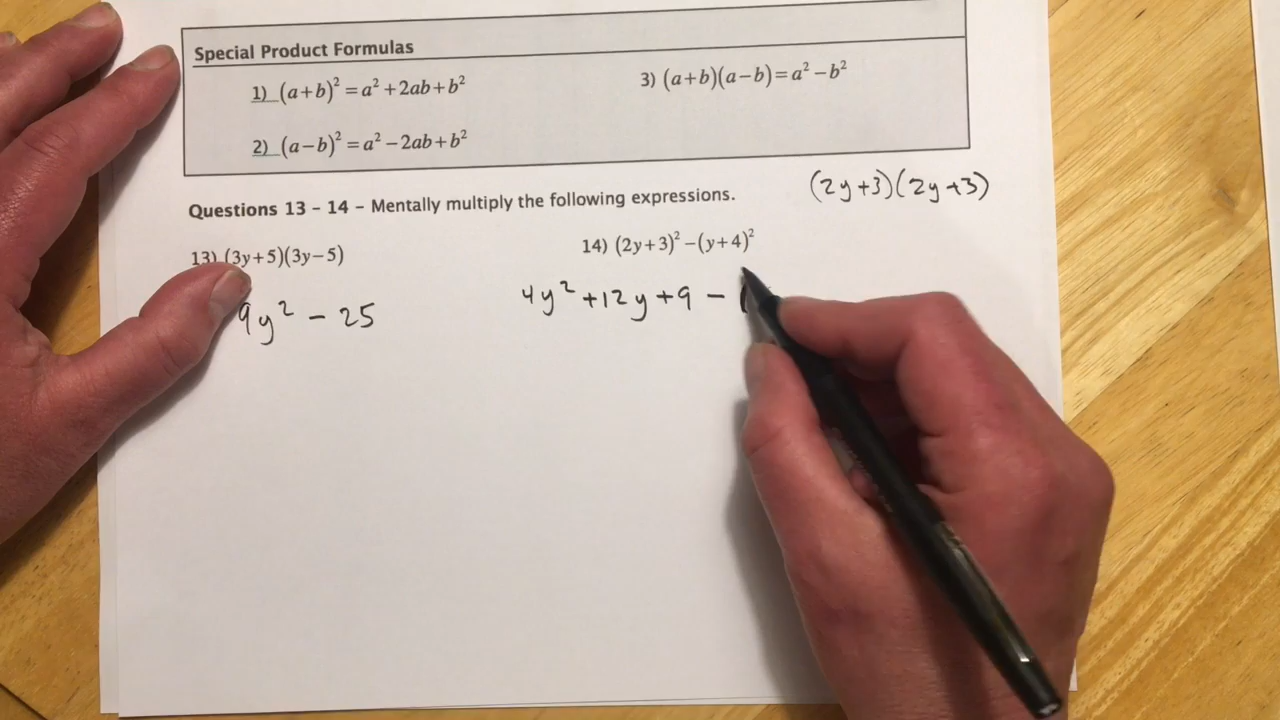 Special Product Formulas
1) (a+b)² = a² + 2ab + b²
3) (a+b)(a−b) = a² − b²
2) (a−b)² = a² − 2ab + b²
(2y+3)(2y+3)
Questions 13 – 14 – Mentally multiply the following expressions.
13) (3y+5)(3y−5)
14) (2y+3)² − (y+4)²
9y² − 25
4y² + 12y + 9 − (